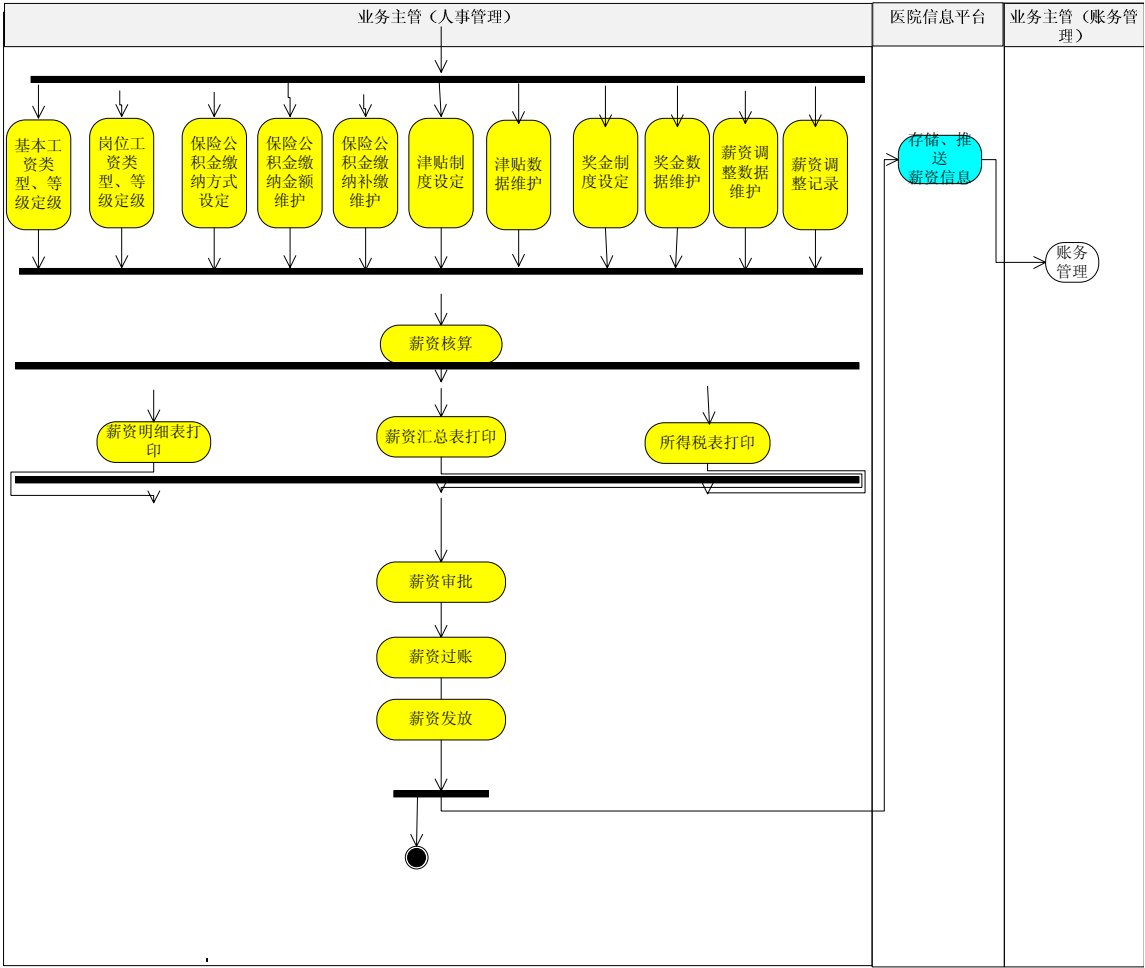 业务主管（人事管理）
医院信息平台
业务主管（账务管
理）
基本工
资类
型、等
级定级
岗位工
资类
型、等
级定级
保险公
积金缴
纳方式
设定
保险公
积金缴
纳金额
维护
保险公
积金缴
纳补缴
维护
津贴制
度设定
津贴数
据维护
奖金制
度设定
奖金数
据维护
薪资调
整数据
维护
薪资调
整记录
存储、推
送
薪资信息
账务
管理
薪资核算
薪资明细表打
印
薪资汇总表打印
所得税表打印
薪资审批
薪资过账
薪资发放